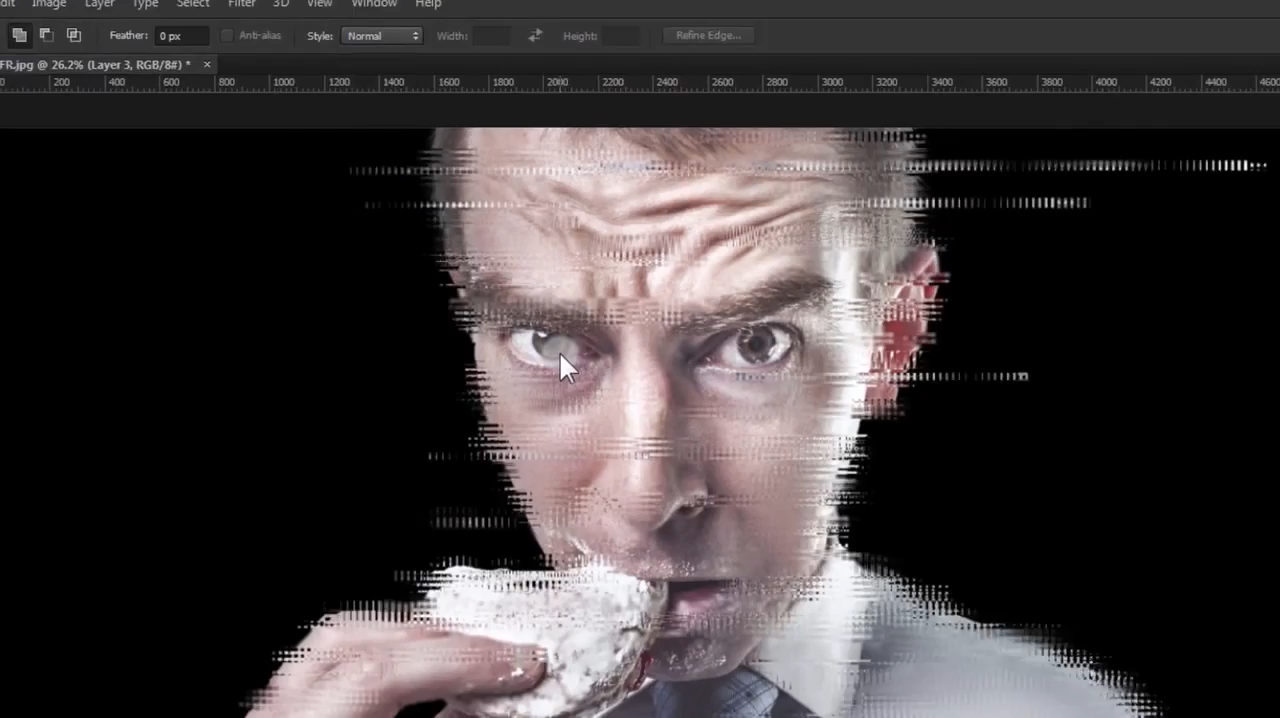 dit Image Layer Type Select Filter 3D View Window Help
Feather: 0 px Anti-alias Style: Normal Width: Height: Refine Edge...
FR.jpg @ 26.2% (Layer 3, RGB/8#) * ×
0 200 400 600 800 1000 1200 1400 1600 1800 2000 2200 2400 2600 2800 3000 3200 3400 3600 3800 4000 4200 4400 4600